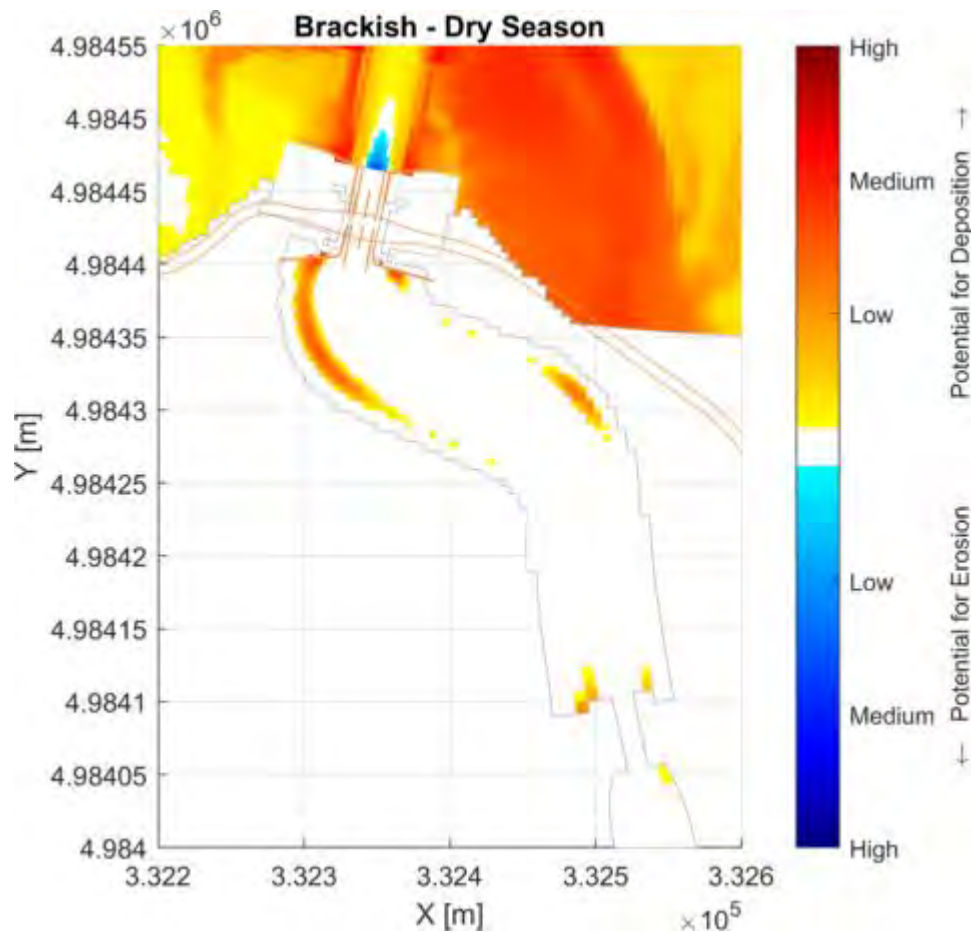 ×10^6
Brackish - Dry Season
4.98455
4.9845
4.98445
4.9844
4.98435
4.9843
4.98425
4.9842
4.98415
4.9841
4.98405
4.984
Y [m]
3.322
3.323
3.324
3.325
3.326
X [m]
×10^5
High
Medium
Low
Low
Medium
High
Potential for Deposition →
← Potential for Erosion